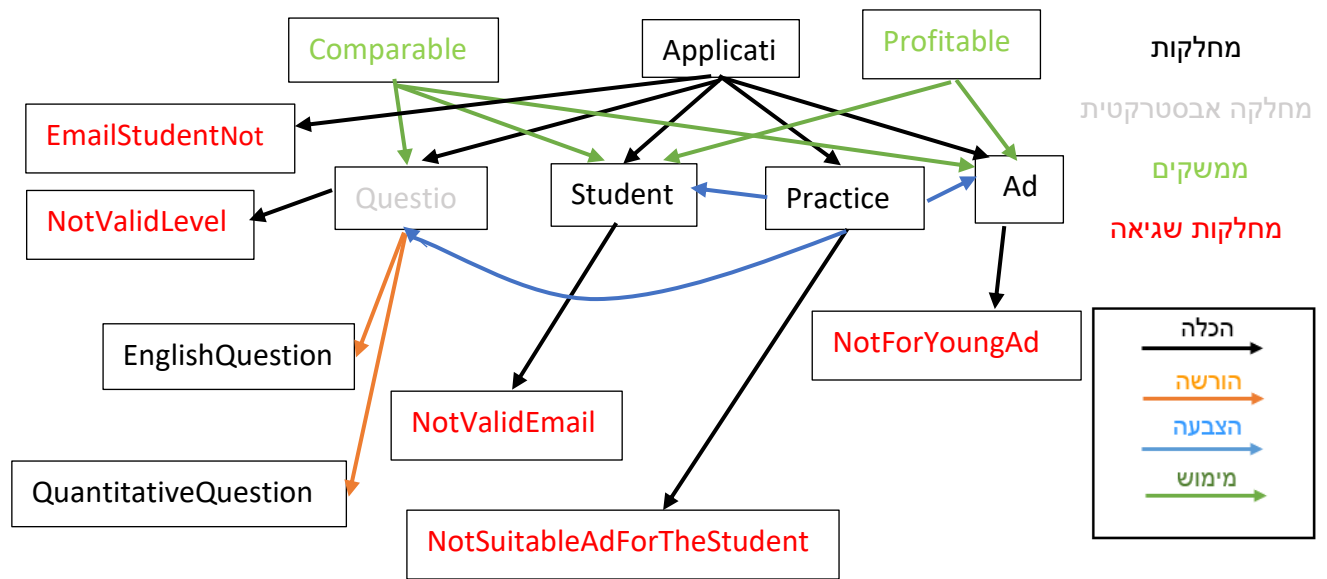 Comparable
Applicati
Profitable
מחלקות
מחלקה אבסטרקטית
ממשקים
מחלקות שגיאה
EmailStudentNot
NotValidLevel
Questio
Student
Practice
Ad
EnglishQuestion
QuantitativeQuestion
NotValidEmail
NotSuitableAdForTheStudent
NotForYoungAd
הכלה
הורשה
הצבעה
מימוש